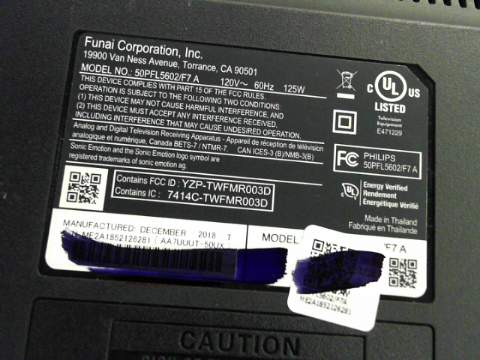 Funai Corporation, Inc.
19900 Van Ness Avenue, Torrance, CA 90501
MODEL NO.: 50PFL5602/F7 A 120V~ 60Hz 125W
THIS DEVICE COMPLIES WITH PART 15 OF THE FCC RULES
OPERATION IS SUBJECT TO THE FOLLOWING TWO CONDITIONS
(1) THIS DEVICE MAY NOT CAUSE HARMFUL INTERFERENCE, AND
(2) THIS DEVICE MUST ACCEPT ANY INTERFERENCE RECEIVED,
INCLUDING INTERFERENCE THAT MAY CAUSE UNDESIRED OPERATION.
Analog and Digital Television Receiving Apparatus - Appareil de réception de télévision
analogique et numérique, Canada BETS-7 / NTMR-7. CAN ICES-3 (B)/NMB-3(B)
Sonic Emotion and the Sonic Emotion logo symbol are
registered trademarks of sonic emotion ag.
C UL US
LISTED
Television
Equipment
E471229
FC PHILIPS
50PFL5602/F7 A
UL Energy Verified
Rendement
Énergétique Vérifié
Contains FCC ID : YZP-TWFMR003D
Contains IC : 7414C-TWFMR003D
Made in Thailand
Fabriqué en Thaïlande
MANUFACTURED: DECEMBER 2018 T
ME2A1852126281
MODEL
/F7 A
ME2A1852126281
CAUTION